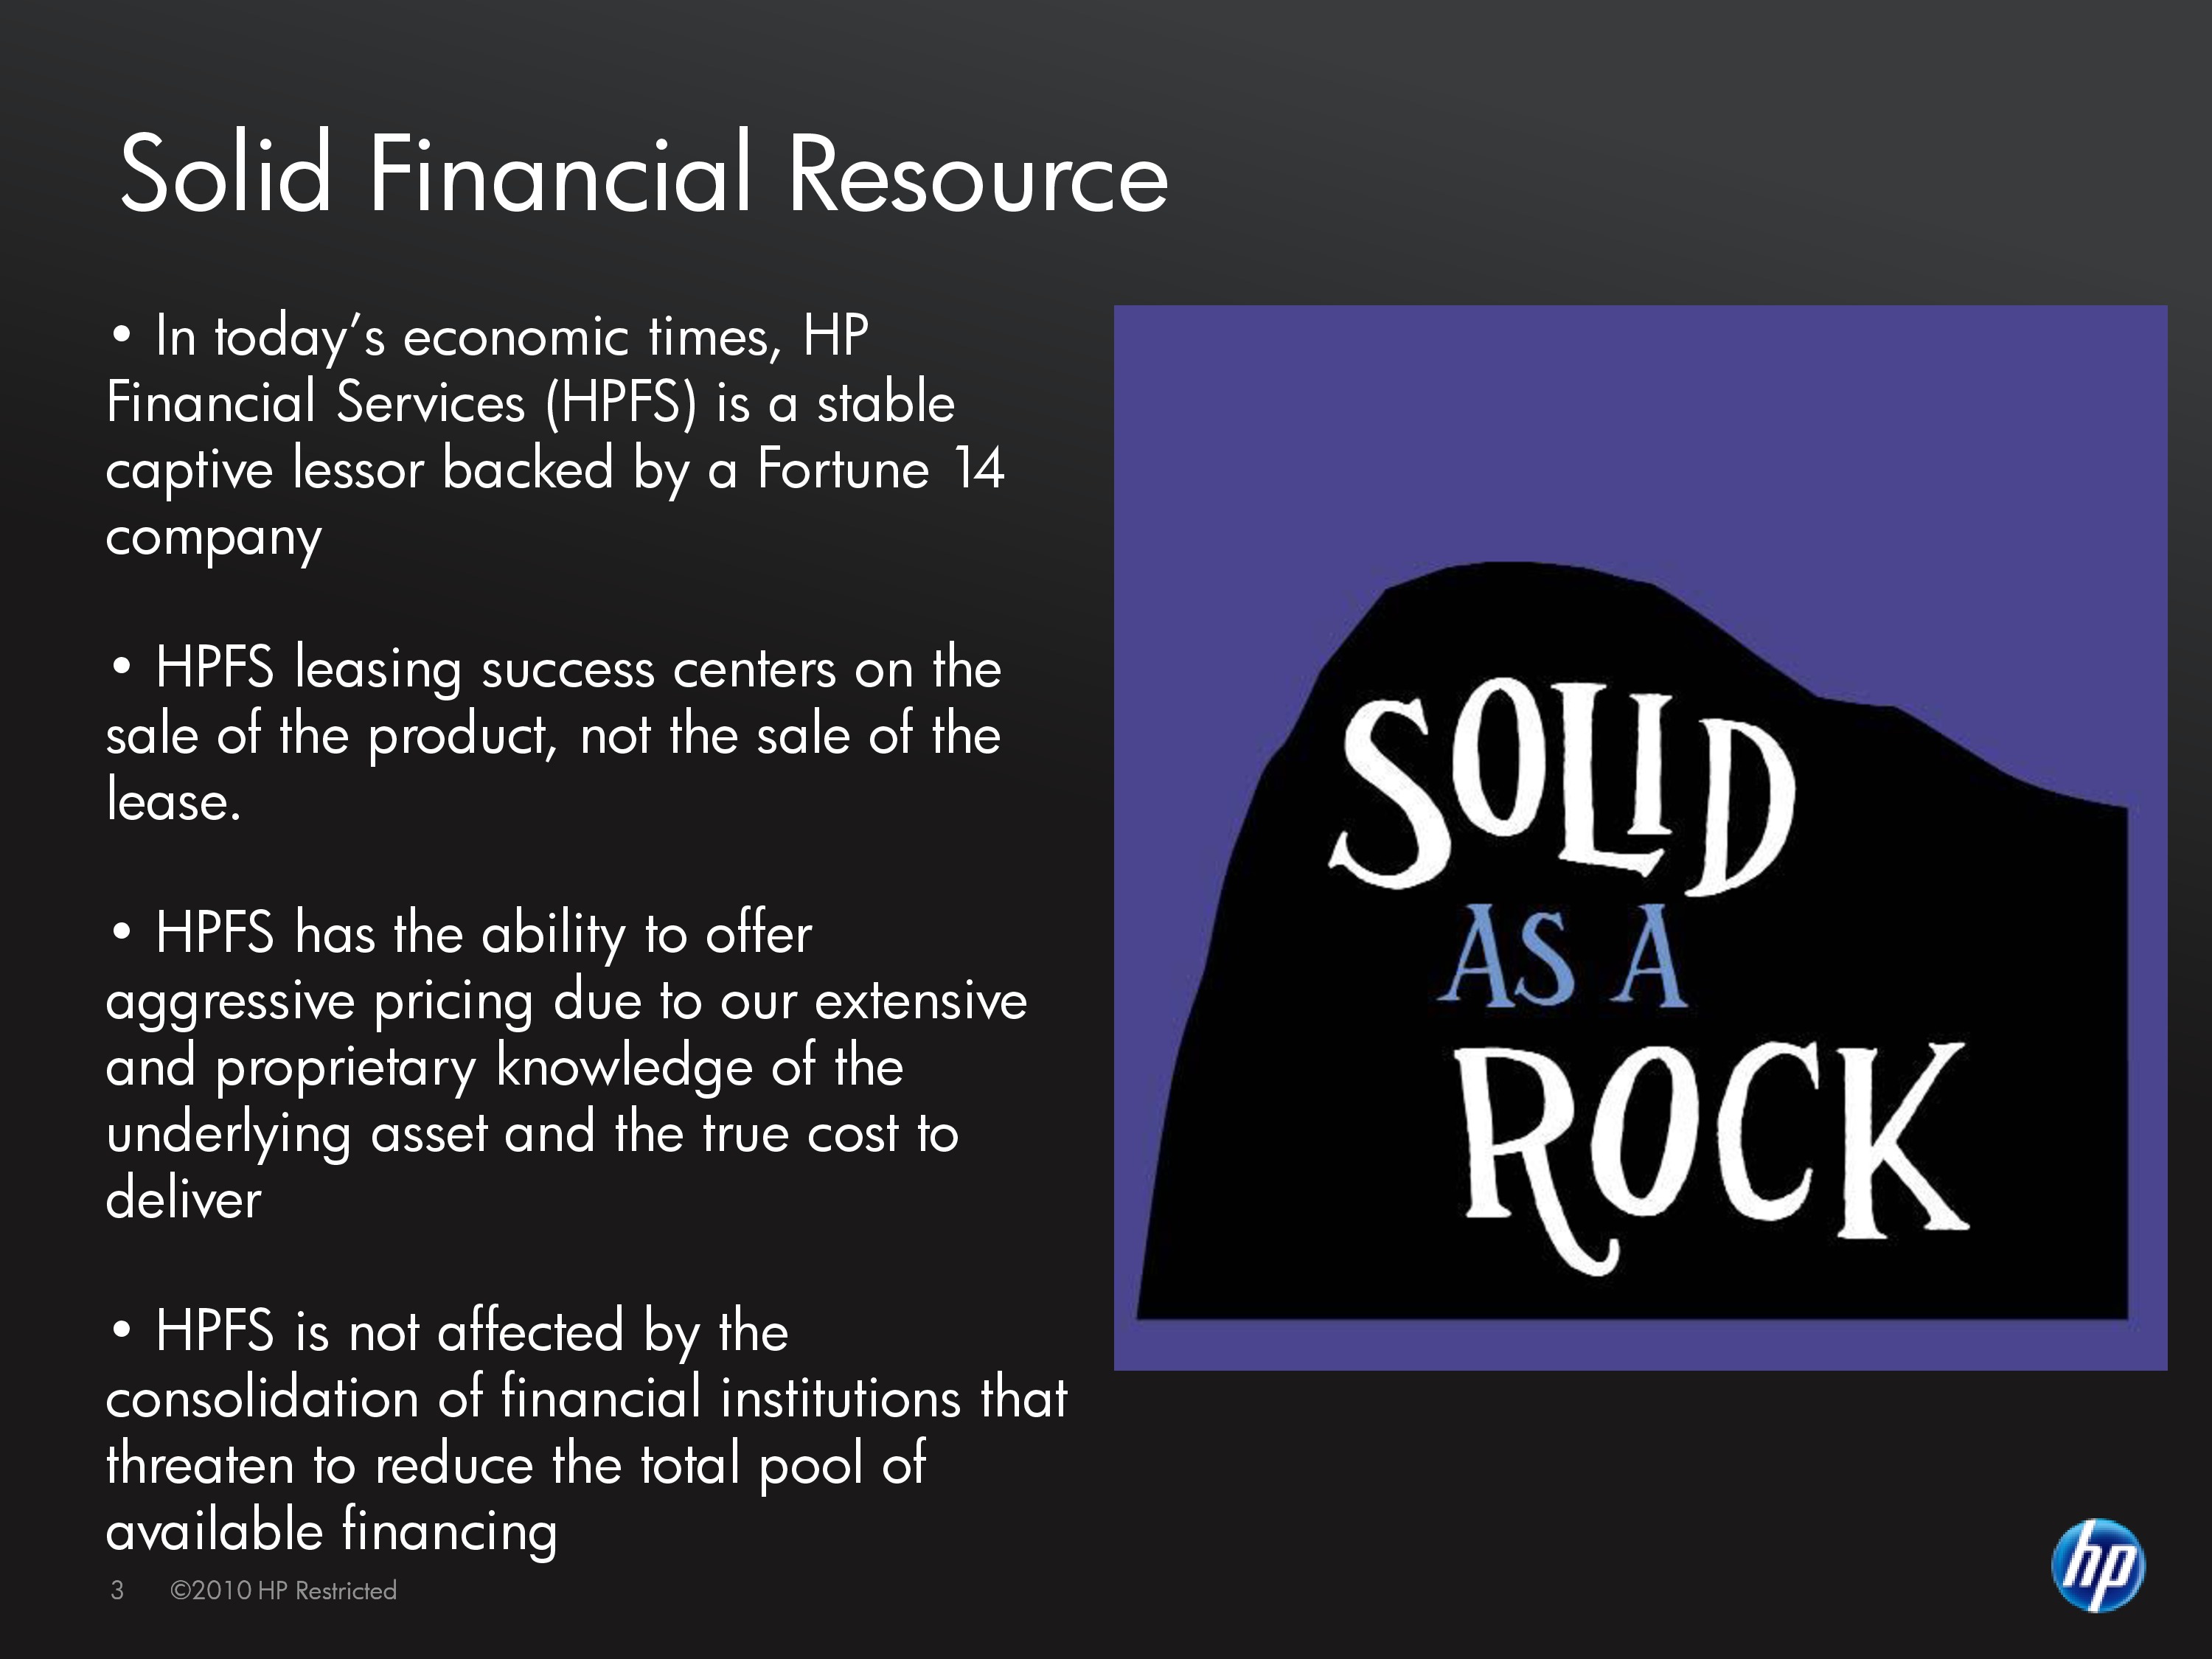 Solid Financial Resource
• In today’s economic times, HP
Financial Services (HPFS) is a stable
captive lessor backed by a Fortune 14
company
• HPFS leasing success centers on the
sale of the product, not the sale of the
lease.
• HPFS has the ability to offer
aggressive pricing due to our extensive
and proprietary knowledge of the
underlying asset and the true cost to
deliver
• HPFS is not affected by the
consolidation of financial institutions that
threaten to reduce the total pool of
available financing
SOLID
AS A
ROCK
3 ©2010 HP Restricted
hp